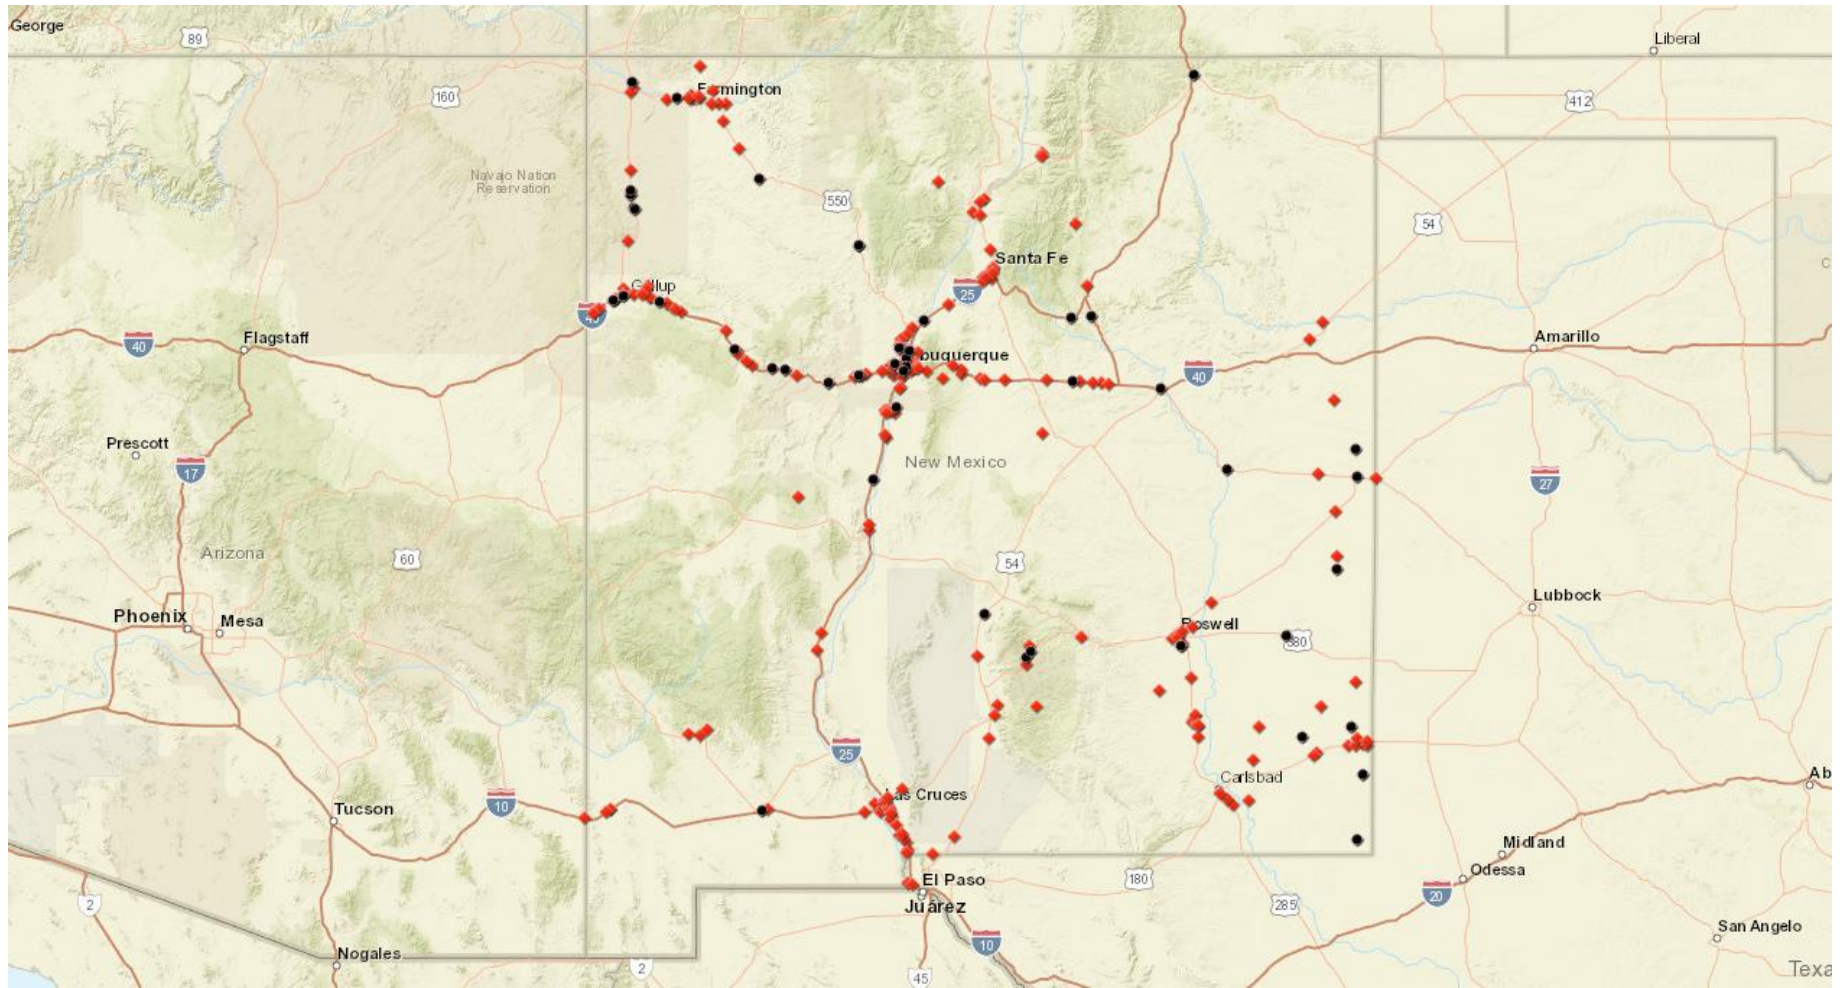 George
89
Liberal
160
Farmington
412
Navajo Nation
Reservation
550
54
Santa Fe
Gallup
25
40
40
Flagstaff
Albuquerque
40
Amarillo
Prescott
17
New Mexico
27
Arizona
60
54
Lubbock
Phoenix
Mesa
Roswell
380
25
Carlsbad
Ab
Las Cruces
10
Tucson
Midland
Odessa
El Paso
180
20
Juárez
2
285
San Angelo
10
Nogales
2
45
Texa